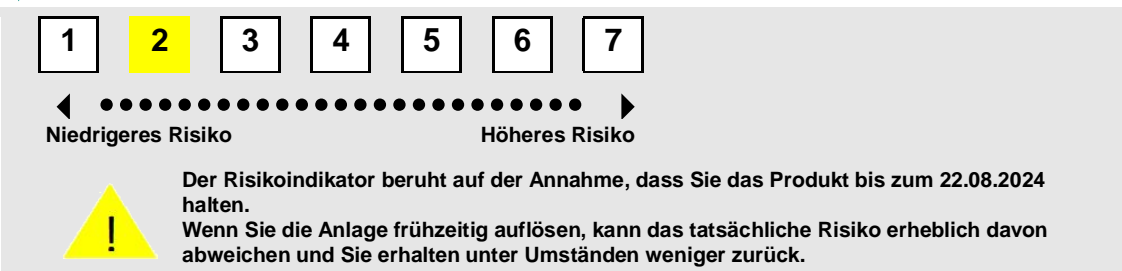 1 2 3 4 5 6 7
Niedrigeres Risiko Höheres Risiko
Der Risikoindikator beruht auf der Annahme, dass Sie das Produkt bis zum 22.08.2024
halten.
Wenn Sie die Anlage frühzeitig auflösen, kann das tatsächliche Risiko erheblich davon
abweichen und Sie erhalten unter Umständen weniger zurück.
!